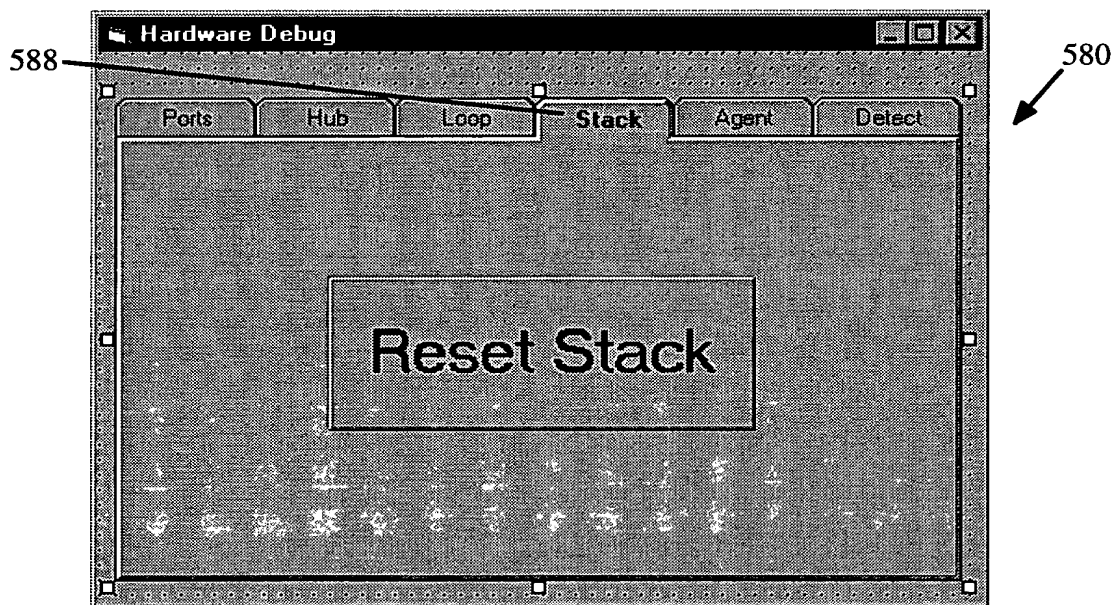 Hardware Debug
588
580
Ports Hub Loop Stack Agent Detect
Reset Stack